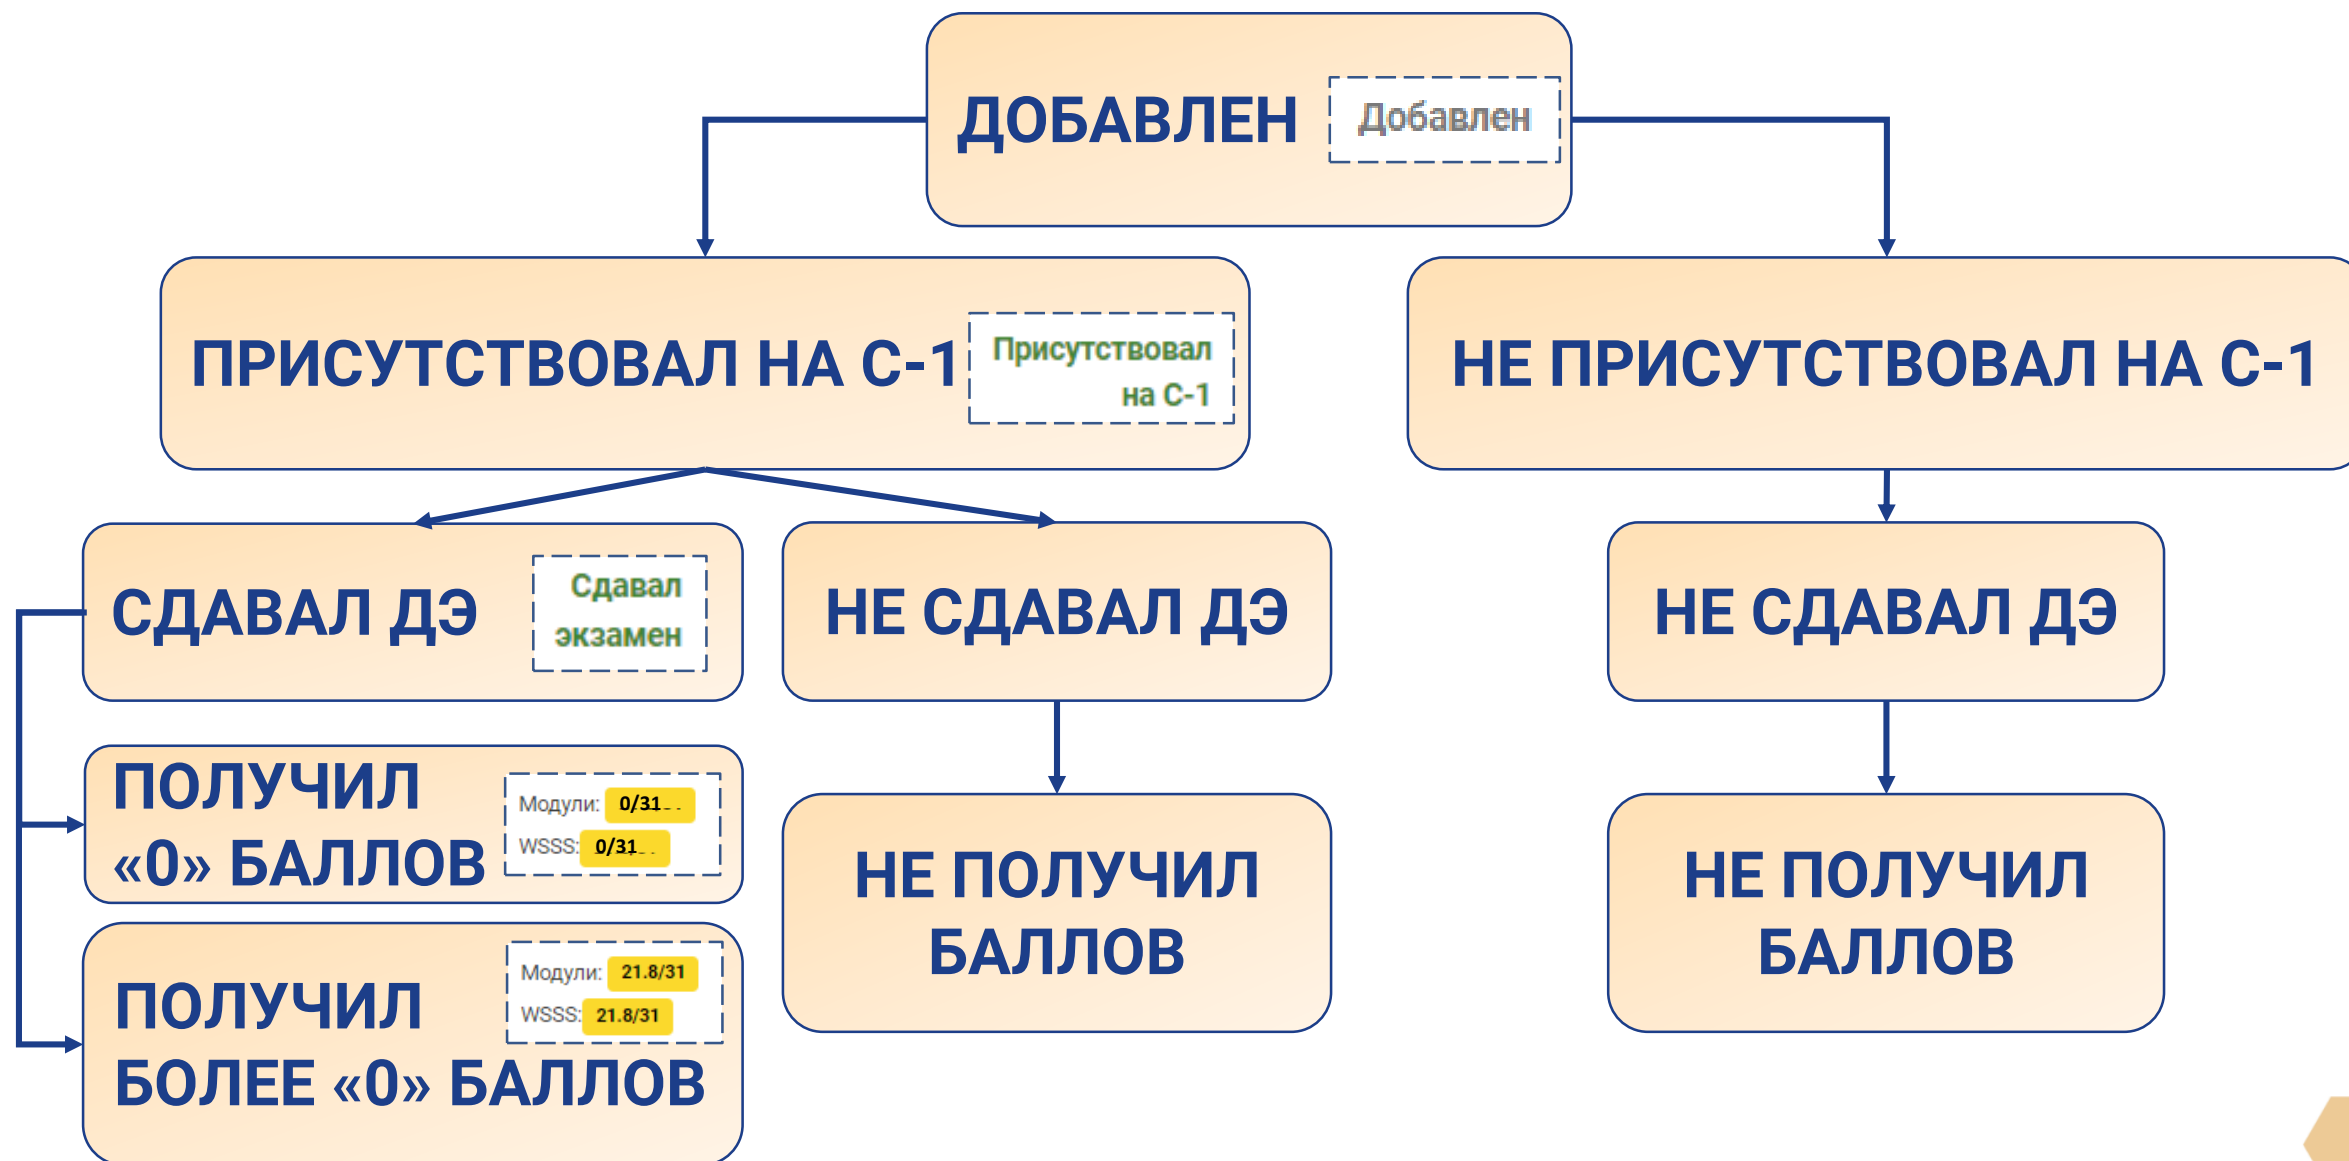 ДОБАВЛЕН
Добавлен
ПРИСУТСТВОВАЛ НА С-1
Присутствовал
на С-1
НЕ ПРИСУТСТВОВАЛ НА С-1
СДАВАЛ ДЭ
Сдавал
экзамен
НЕ СДАВАЛ ДЭ
НЕ СДАВАЛ ДЭ
ПОЛУЧИЛ
«0» БАЛЛОВ
Модули: 0/31
WSSS: 0/31
НЕ ПОЛУЧИЛ
БАЛЛОВ
НЕ ПОЛУЧИЛ
БАЛЛОВ
ПОЛУЧИЛ
БОЛЕЕ «0» БАЛЛОВ
Модули: 21.8/31
WSSS: 21.8/31